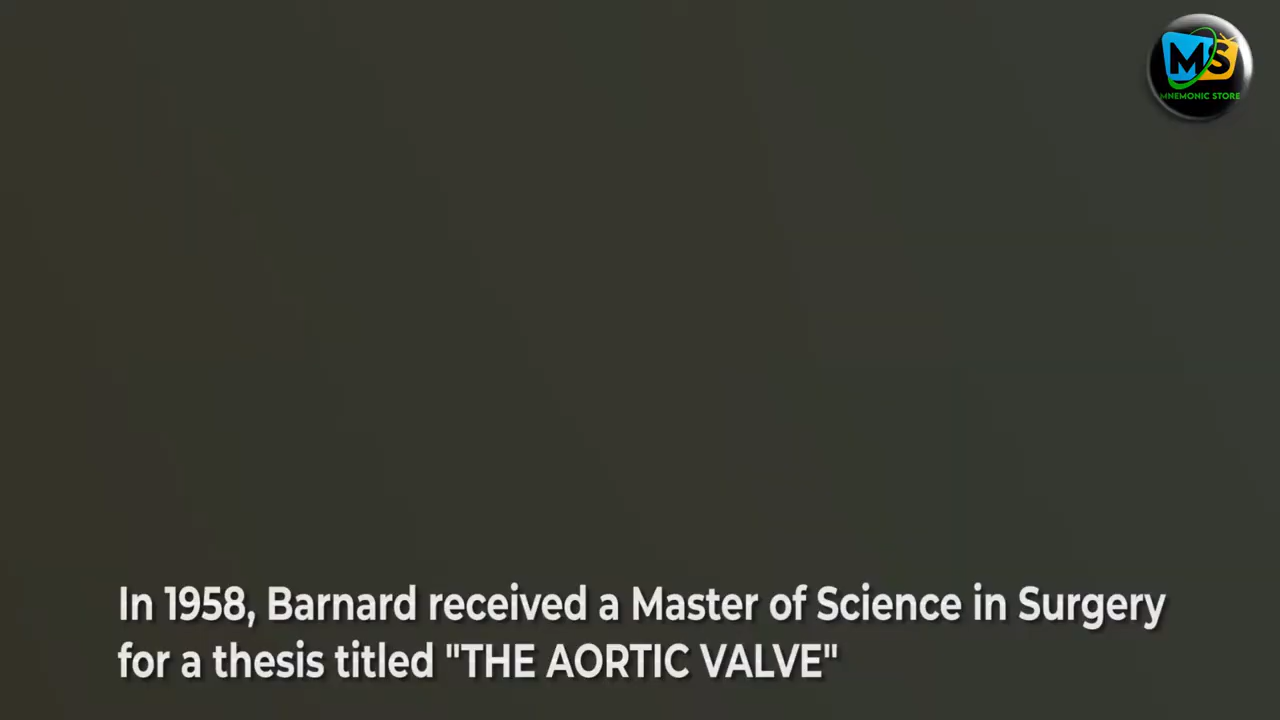 MS
MNEMONIC STORE
In 1958, Barnard received a Master of Science in Surgery
for a thesis titled "THE AORTIC VALVE"